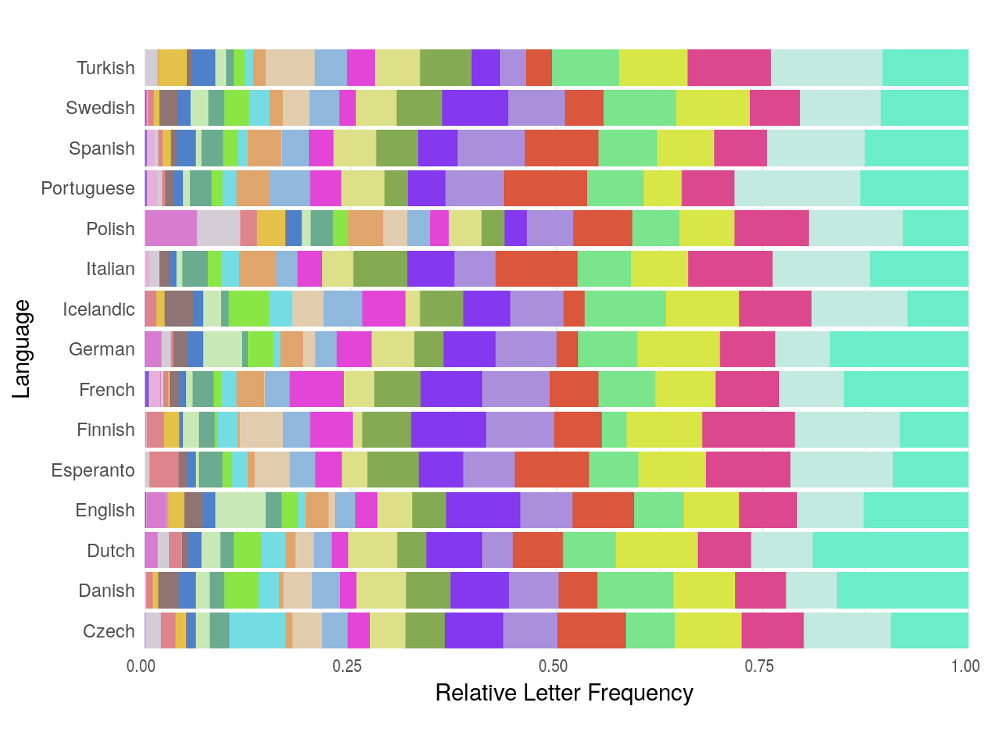 Language
Turkish
Swedish
Spanish
Portuguese
Polish
Italian
Icelandic
German
French
Finnish
Esperanto
English
Dutch
Danish
Czech
0.00 0.25 0.50 0.75 1.00
Relative Letter Frequency